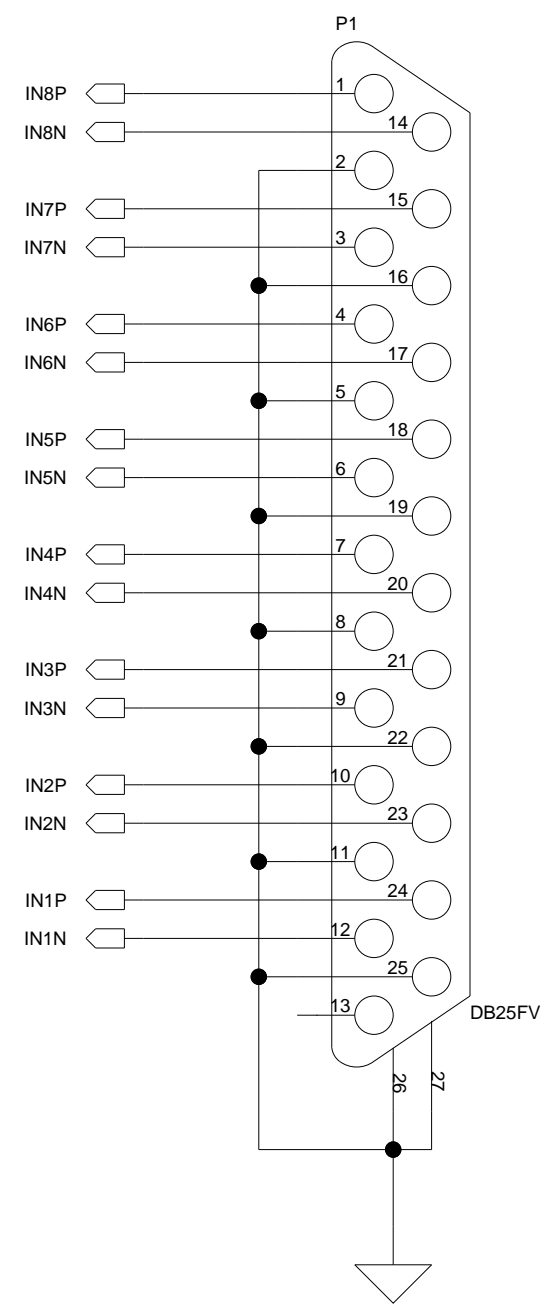 P1
IN8P 1
IN8N 14
2
IN7P 15
IN7N 3
16
IN6P 4
IN6N 17
5
IN5P 18
IN5N 6
19
IN4P 7
IN4N 20
8
IN3P 21
IN3N 9
22
IN2P 10
IN2N 23
11
IN1P 24
IN1N 12
25
13
DB25FV
26 27